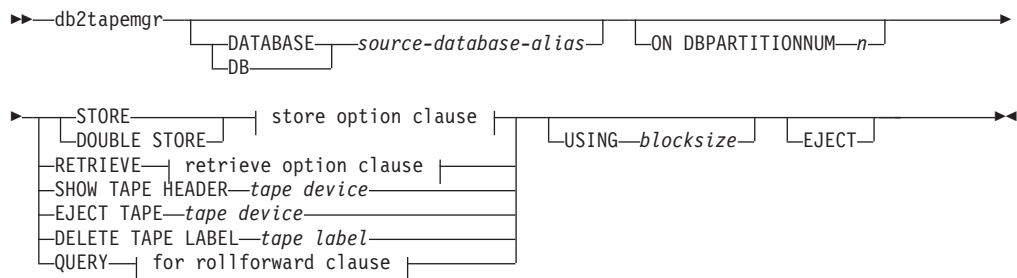 db2tapemgr
DATABASE source-database-alias ON DBPARTITIONNUM n
DB
STORE store option clause
DOUBLE STORE USING blocksize EJECT
RETRIEVE retrieve option clause
SHOW TAPE HEADER tape device
EJECT TAPE tape device
DELETE TAPE LABEL tape label
QUERY for rollforward clause